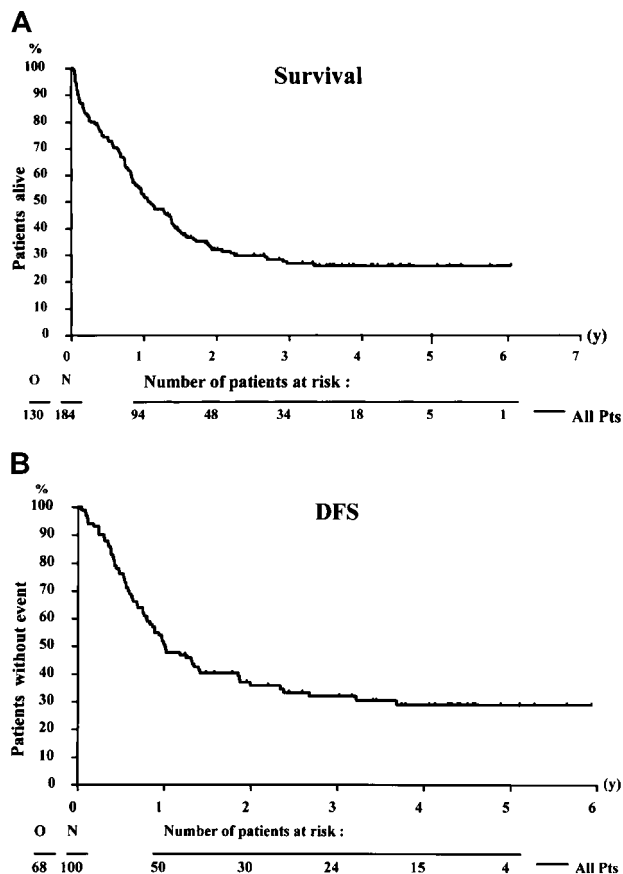 A
%
Survival
100
90
80
70
60
50
40
30
20
10
0
Patients alive
0 1 2 3 4 5 6 7 (y)
O N Number of patients at risk :
130 184 94 48 34 18 5 1 All Pts
B
%
DFS
100
90
80
70
60
50
40
30
20
10
0
Patients without event
0 1 2 3 4 5 6 (y)
O N Number of patients at risk :
68 100 50 30 24 15 4 All Pts